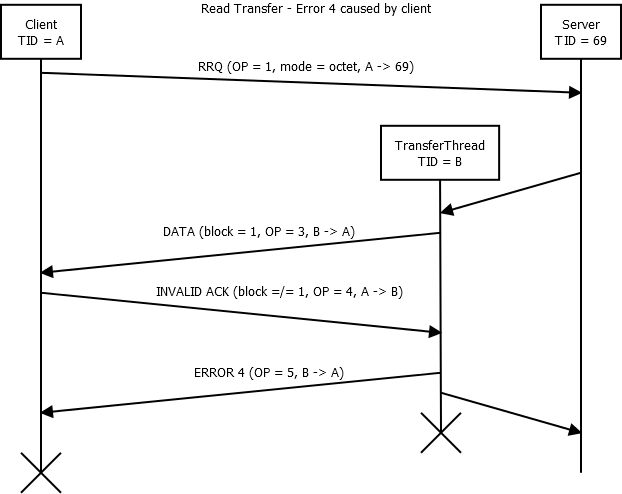 Read Transfer - Error 4 caused by client
Client
TID = A
Server
TID = 69
RRQ (OP = 1, mode = octet, A -> 69)
TransferThread
TID = B
DATA (block = 1, OP = 3, B -> A)
INVALID ACK (block =/= 1, OP = 4, A -> B)
ERROR 4 (OP = 5, B -> A)